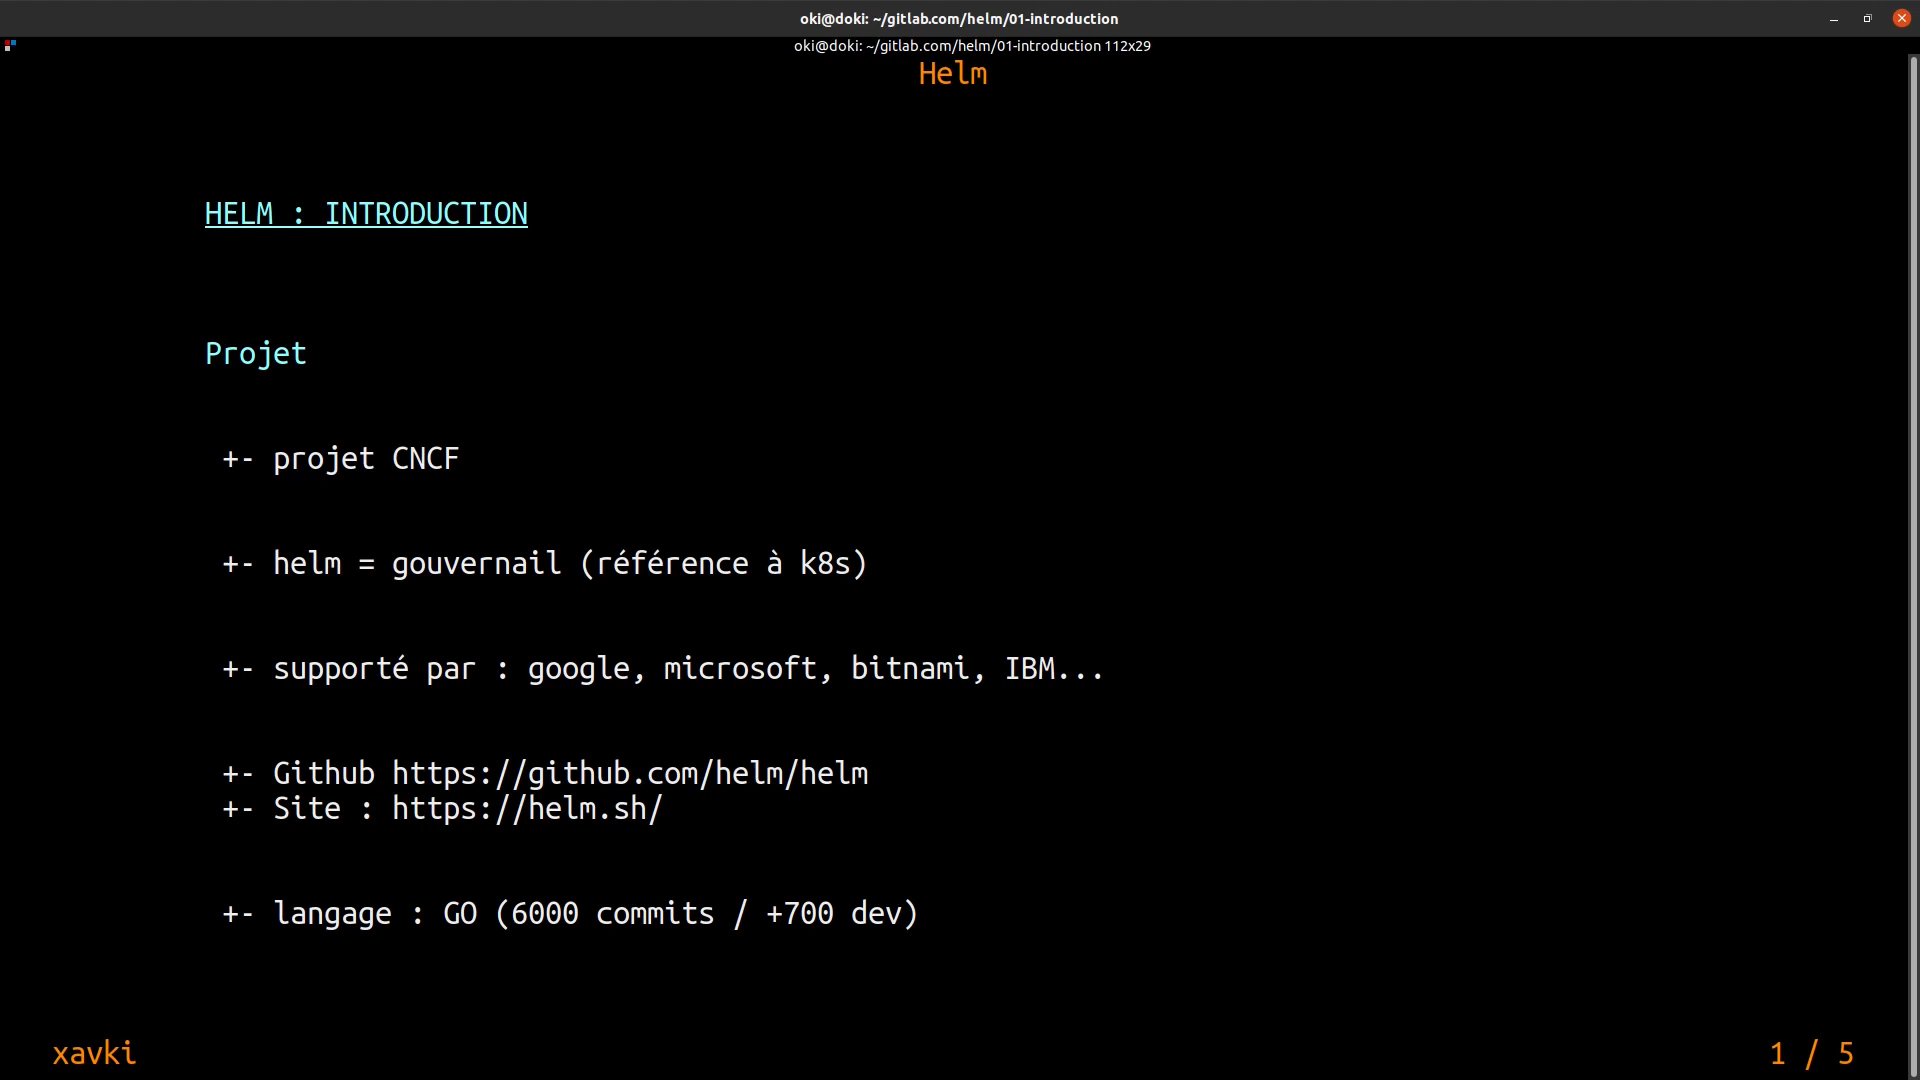 oki@doki: ~/gitlab.com/helm/01-introduction
oki@doki: ~/gitlab.com/helm/01-introduction 112x29
Helm
HELM : INTRODUCTION
Projet
+- projet CNCF
+- helm = gouvernail (référence à k8s)
+- supporté par : google, microsoft, bitnami, IBM...
+- Github https://github.com/helm/helm
+- Site : https://helm.sh/
+- langage : GO (6000 commits / +700 dev)
xavki
1 / 5